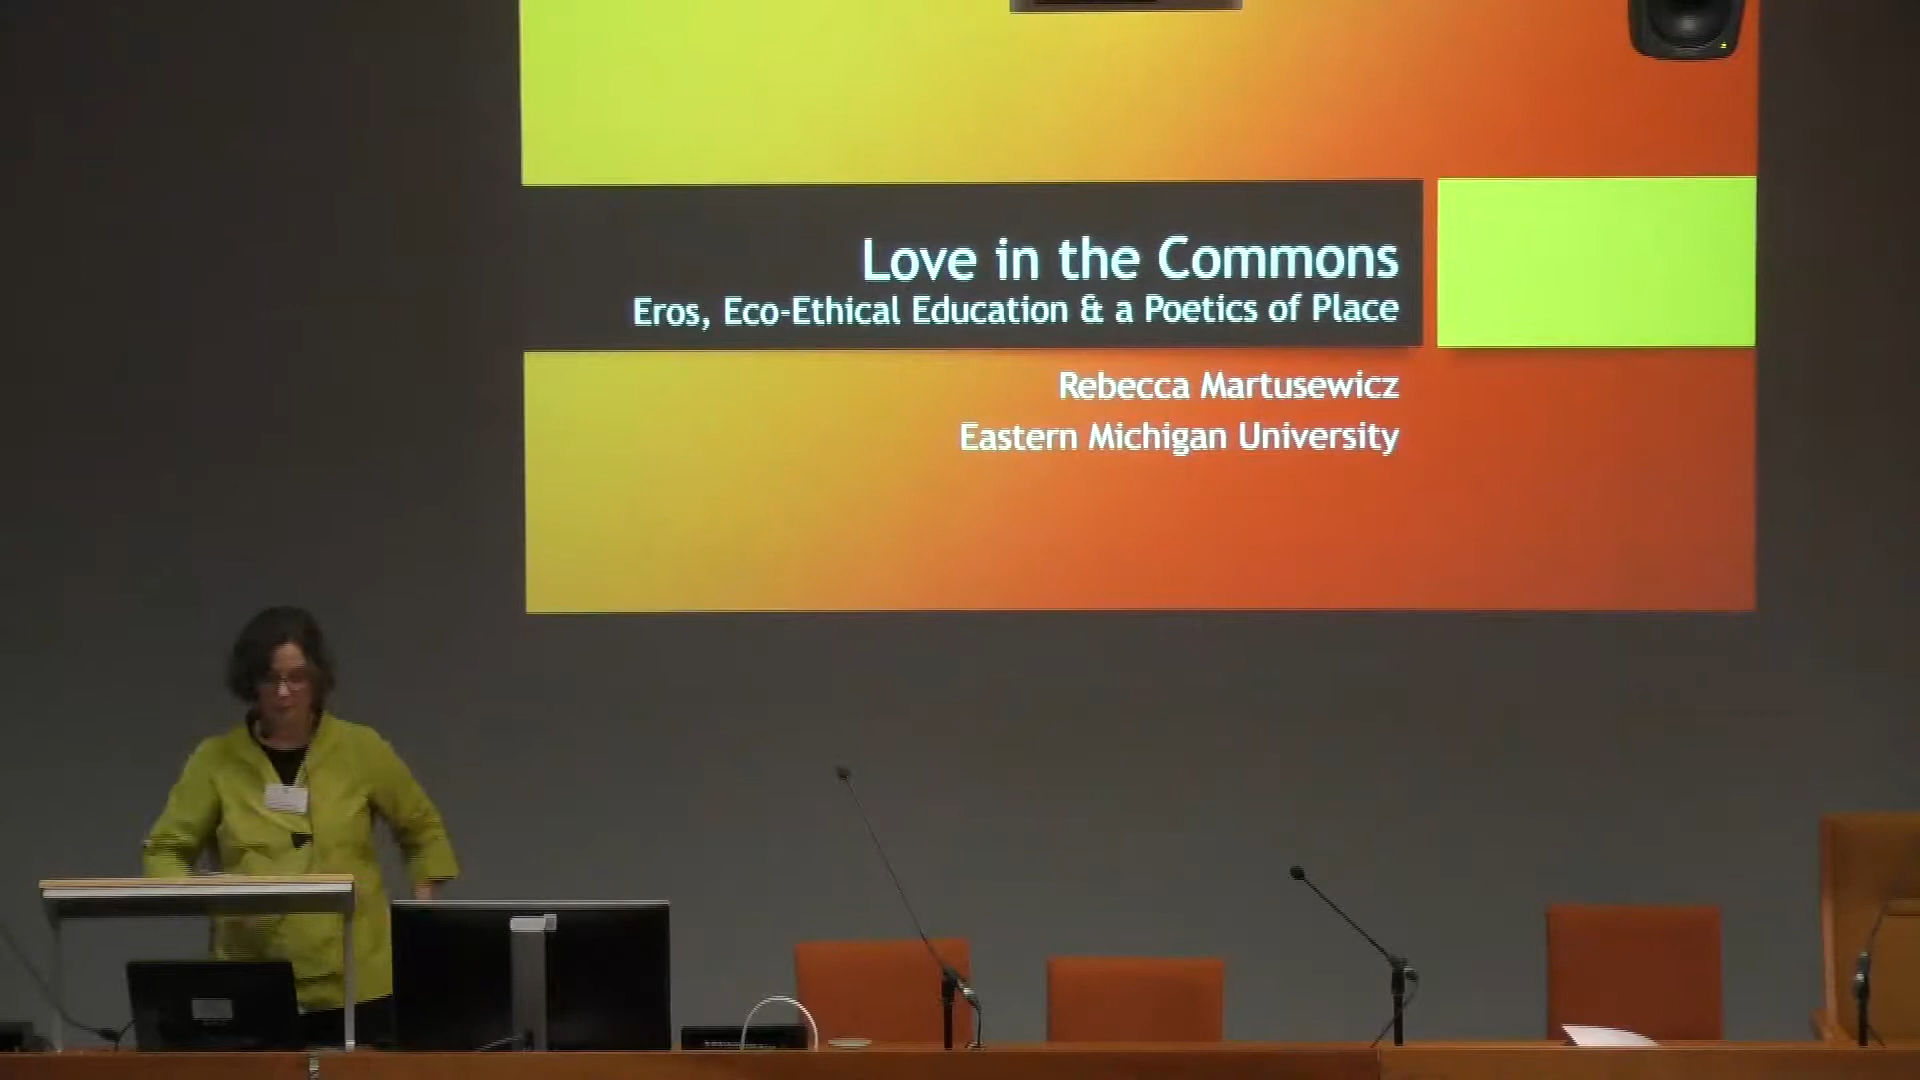 Love in the Commons
Eros, Eco-Ethical Education & a Poetics of Place
Rebecca Martusewicz
Eastern Michigan University